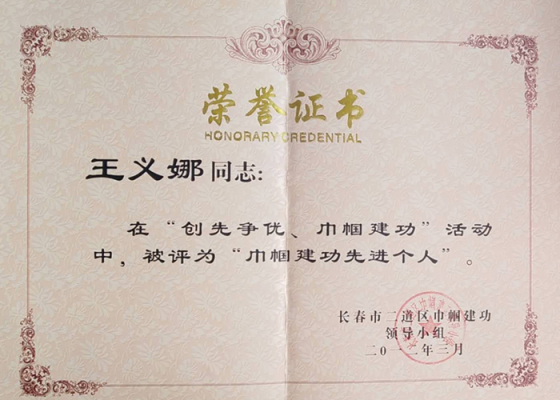 荣誉证书
HONORARY CREDENTIAL
王义娜同志:
在“创先争优、巾帼建功”活动
中，被评为“巾帼建功先进个人”。
长春市二道区巾帼建功
领导小组
二〇一二年三月